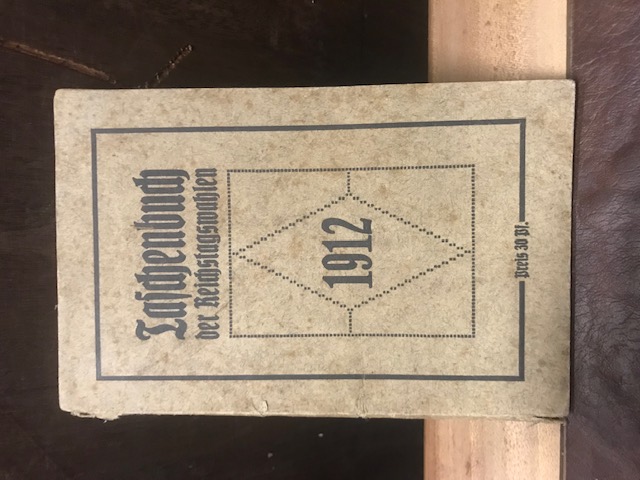 Taschenbuch
der Reichstagswahlen
1912
Preis 30 Pf.